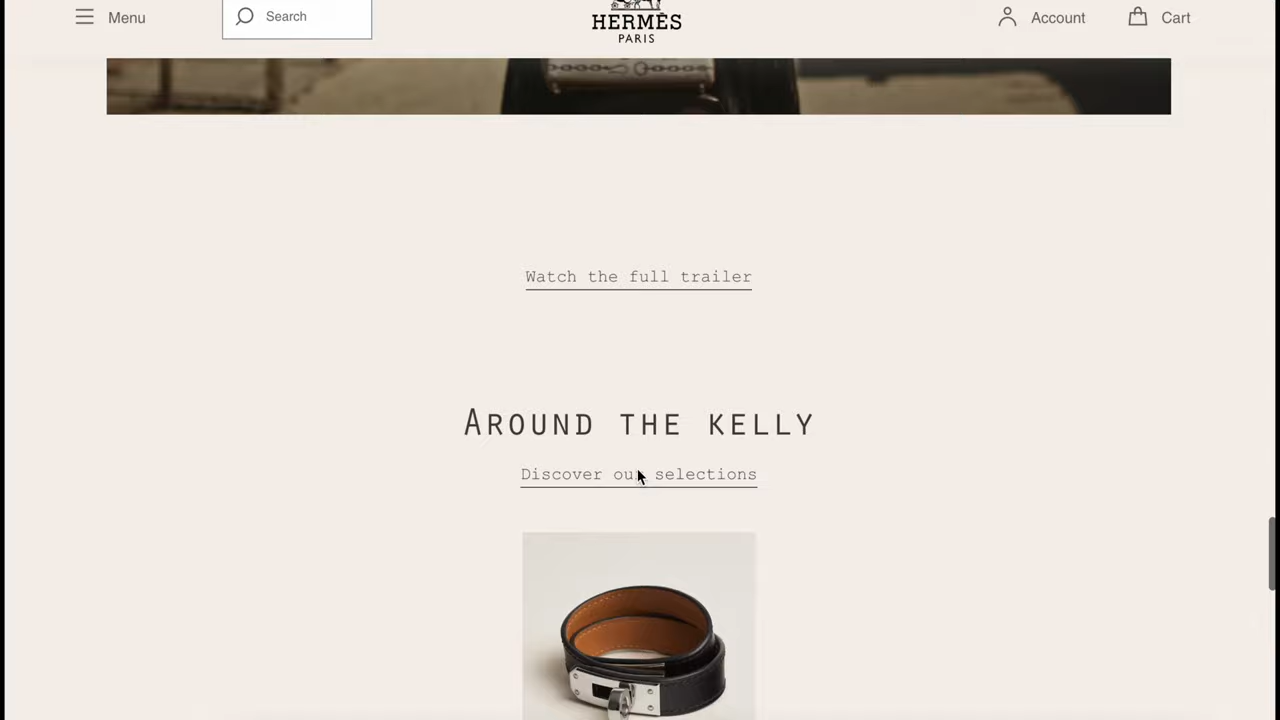 Menu
Search
HERMÈS
PARIS
Account
Cart
Watch the full trailer
AROUND THE KELLY
Discover our selections